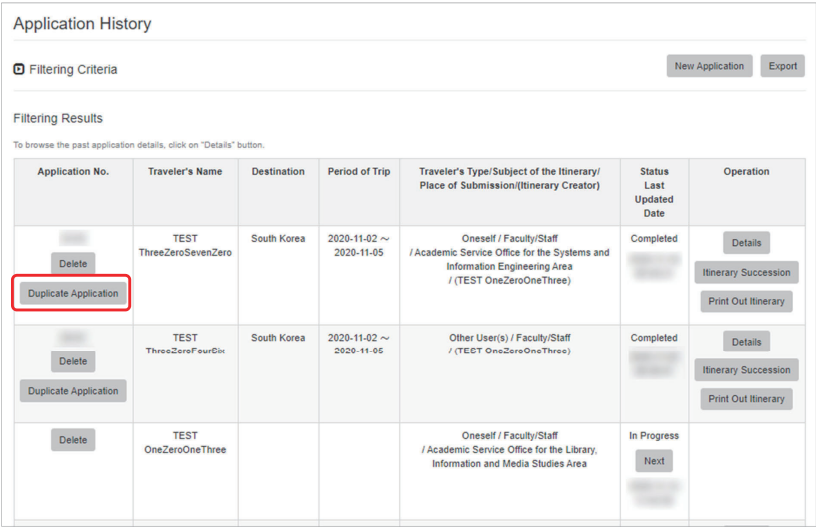 Application History
Filtering Criteria
New Application
Export
Filtering Results
To browse the past application details, click on "Details" button.
Application No.
Traveler's Name
Destination
Period of Trip
Traveler's Type/Subject of the Itinerary/
Place of Submission/(Itinerary Creator)
Status
Last
Updated
Date
Operation
Delete
Duplicate Application
TEST
ThreeZeroSevenZero
South Korea
2020-11-02 ～
2020-11-05
Oneself / Faculty/Staff
/ Academic Service Office for the Systems and
Information Engineering Area
/ (TEST OneZeroOneThree)
Completed
Details
Itinerary Succession
Print Out Itinerary
Delete
Duplicate Application
TEST
ThreeZeroFourSix
South Korea
2020-11-02 ～
2020-11-05
Other User(s) / Faculty/Staff
/ (TEST OneZeroOneThree)
Completed
Details
Itinerary Succession
Print Out Itinerary
Delete
TEST
OneZeroOneThree
Oneself / Faculty/Staff
/ Academic Service Office for the Library,
Information and Media Studies Area
In Progress
Next